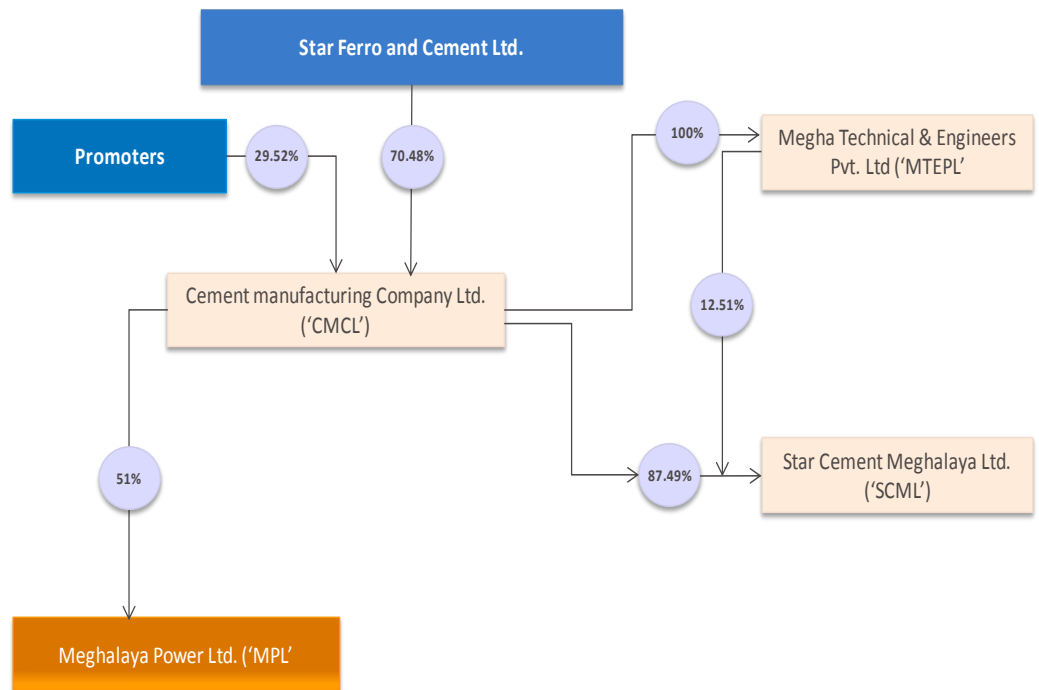 Star Ferro and Cement Ltd.
Promoters
29.52%
70.48%
100%
Megha Technical & Engineers
Pvt. Ltd (‘MTEPL’
Cement manufacturing Company Ltd.
(‘CMCL’)
12.51%
51%
87.49%
Star Cement Meghalaya Ltd.
(‘SCML’)
Meghalaya Power Ltd. (‘MPL’